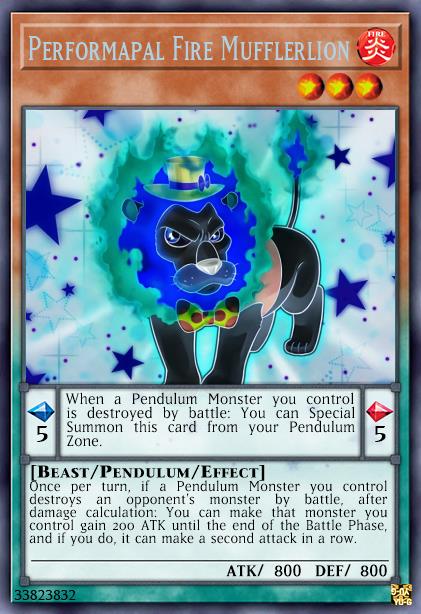 PERFORMAPAL FIRE MUFFLERLION
FIRE
炎
When a Pendulum Monster you control
is destroyed by battle: You can Special
Summon this card from your Pendulum
Zone.
5
5
[BEAST/PENDULUM/EFFECT]
Once per turn, if a Pendulum Monster you control
destroys an opponent's monster by battle, after
damage calculation: You can make that monster you
control gain 200 ATK until the end of the Battle Phase,
and if you do, it can make a second attack in a row.
ATK/ 800 DEF/ 800
33823832